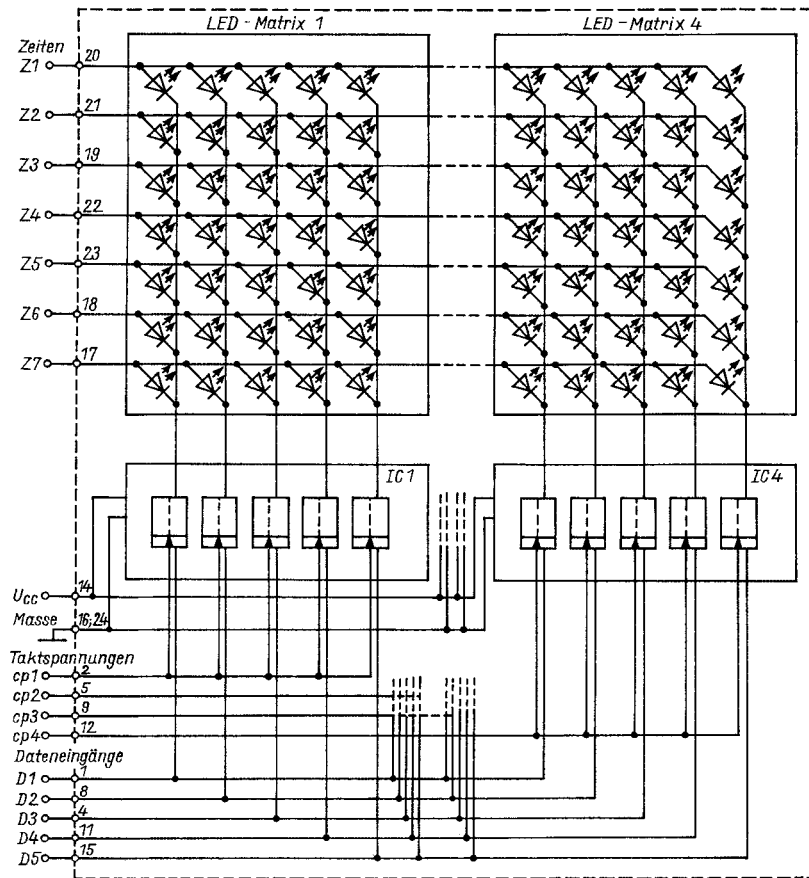 LED-Matrix 1
LED-Matrix 4
Zeiten
Z1 20
Z2 21
Z3 19
Z4 22
Z5 23
Z6 18
Z7 17
IC1
IC4
Ucc 14
Masse 16;24
Taktspannungen
cp1 2
cp2 5
cp3 9
cp4 12
Dateneingänge
D1 1
D2 8
D3 4
D4 11
D5 15